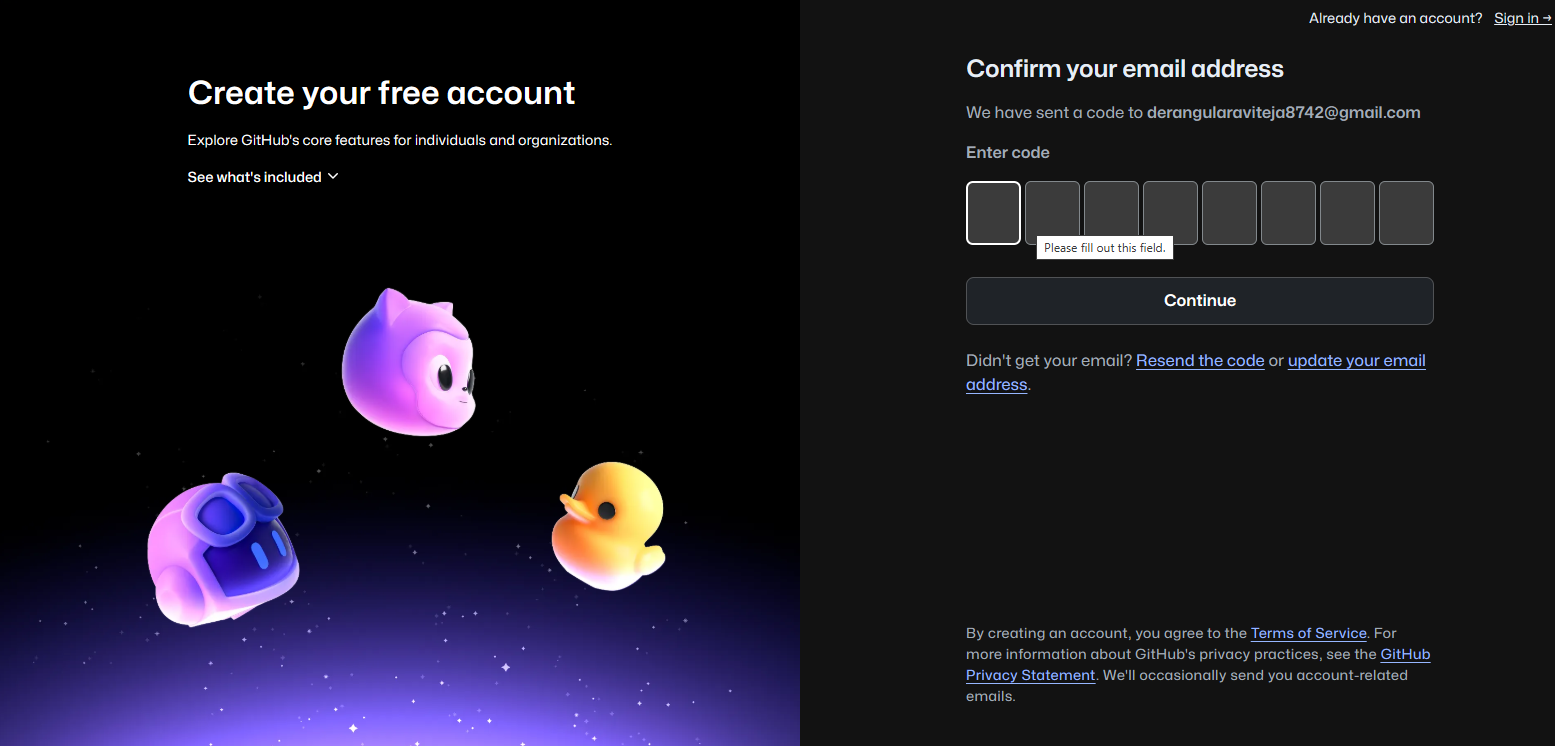 Already have an account? Sign in →
Create your free account
Explore GitHub's core features for individuals and organizations.
See what's included
Confirm your email address
We have sent a code to derangularaviteja8742@gmail.com
Enter code
Please fill out this field.
Continue
Didn't get your email? Resend the code or update your email
address.
By creating an account, you agree to the Terms of Service. For
more information about GitHub's privacy practices, see the GitHub
Privacy Statement. We'll occasionally send you account-related
emails.